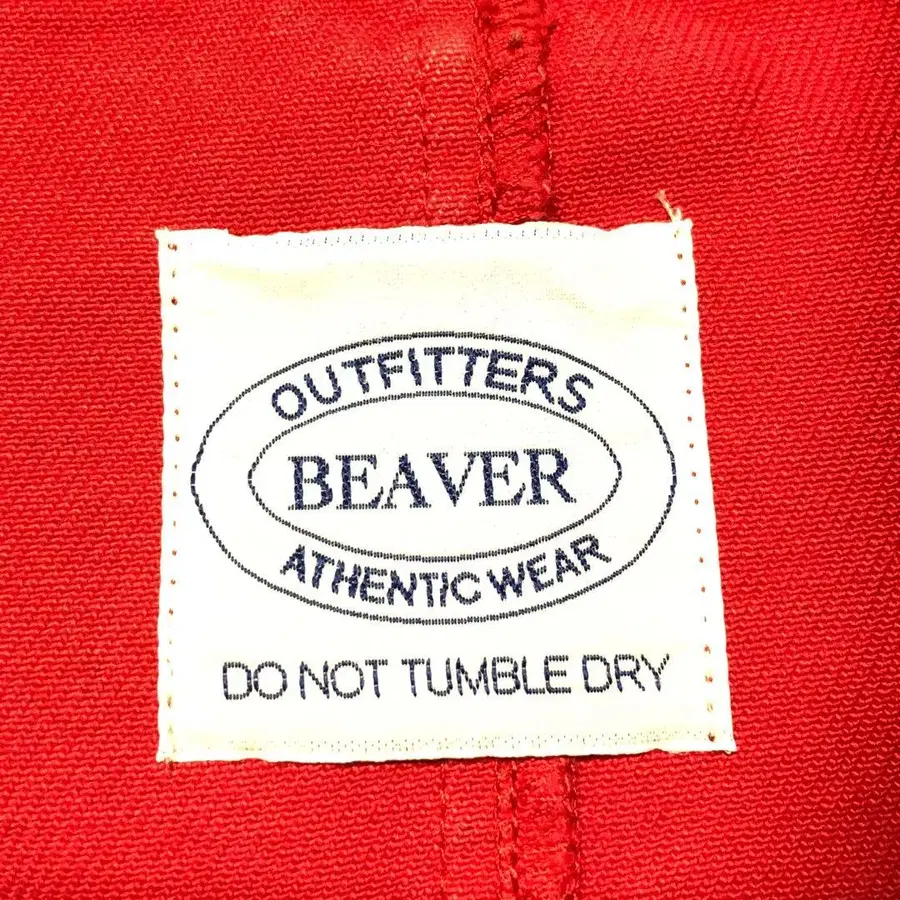 OUTFITTERS
BEAVER
ATHENTIC WEAR
DO NOT TUMBLE DRY